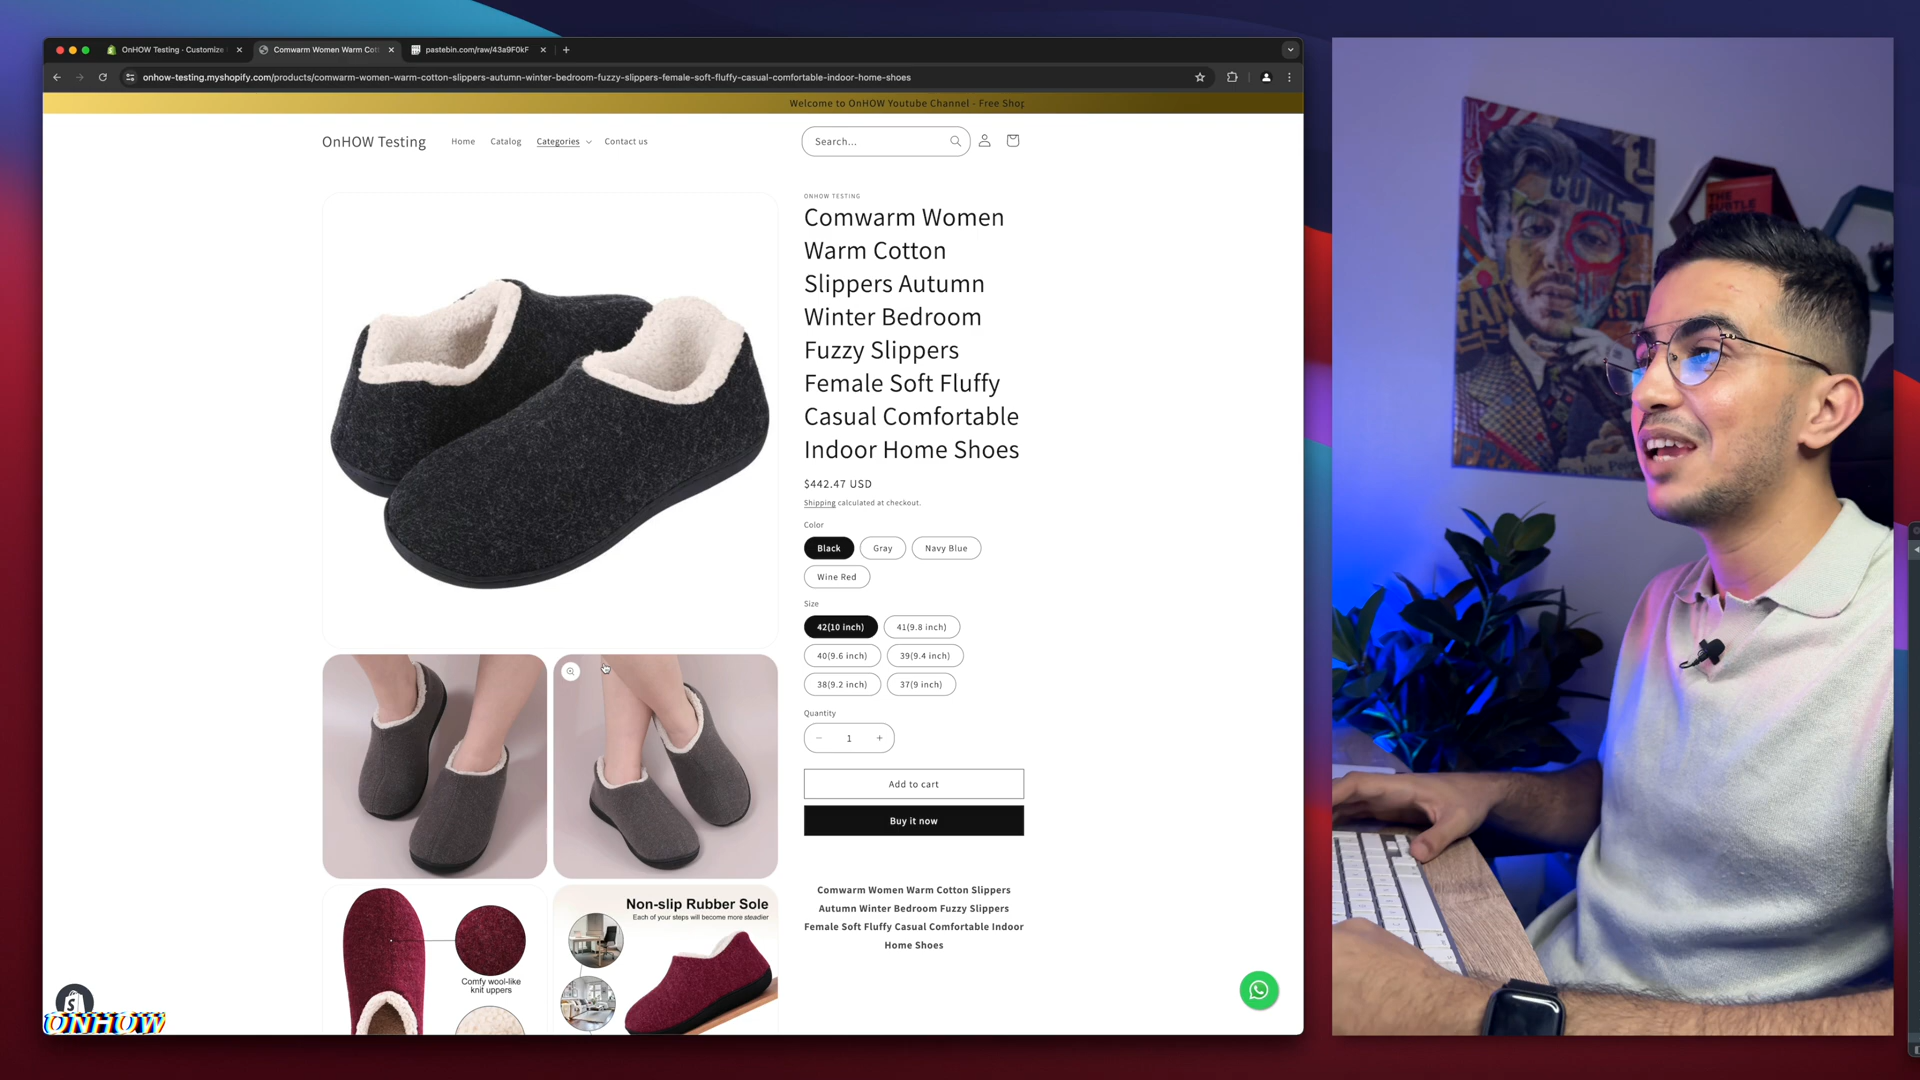 OnHOW Testing · Customize
Comwarm Women Warm Cot
pastebin.com/raw/43a9F0kF
onhow-testing.myshopify.com/products/comwarm-women-warm-cotton-slippers-autumn-winter-bedroom-fuzzy-slippers-female-soft-fluffy-casual-comfortable-indoor-home-shoes
Welcome to OnHOW Youtube Channel - Free Shop
OnHOW Testing
Home
Catalog
Categories
Contact us
Search...
ONHOW TESTING
Comwarm Women
Warm Cotton
Slippers Autumn
Winter Bedroom
Fuzzy Slippers
Female Soft Fluffy
Casual Comfortable
Indoor Home Shoes
$442.47 USD
Shipping calculated at checkout.
Color
Black
Gray
Navy Blue
Wine Red
Size
42(10 inch)
41(9.8 inch)
40(9.6 inch)
39(9.4 inch)
38(9.2 inch)
37(9 inch)
Quantity
1
Add to cart
Buy it now
Comwarm Women Warm Cotton Slippers
Autumn Winter Bedroom Fuzzy Slippers
Female Soft Fluffy Casual Comfortable Indoor
Home Shoes
Comfy wool-like
knit uppers
Non-slip Rubber Sole
Each of your steps will become more steadier
ONHOW
THE
SUBTLE